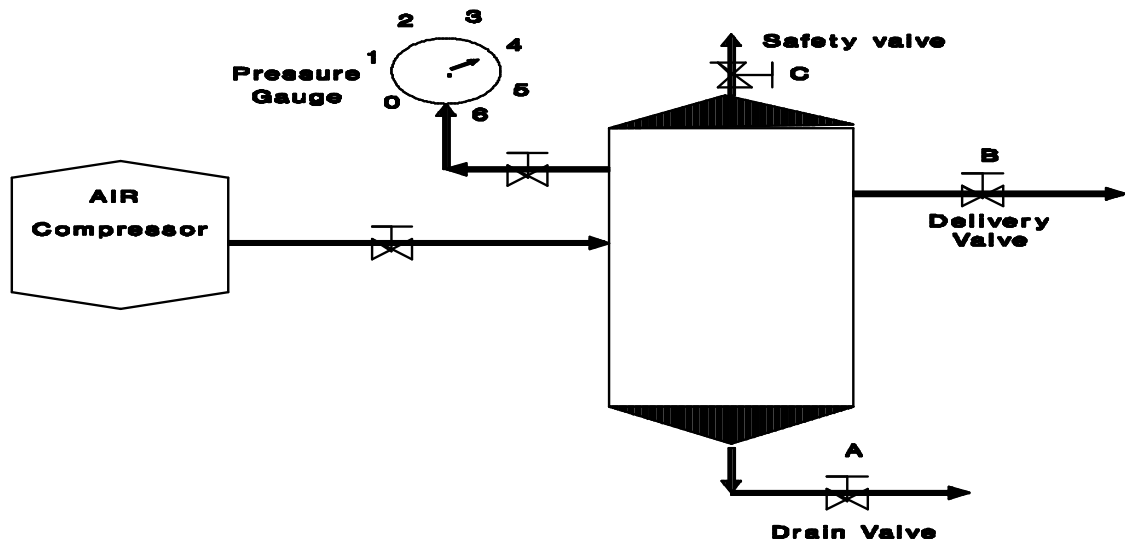 Safety valve
C
2
3
1
4
0
5
6
Pressure
Gauge
AIR
Compressor
B
Delivery
Valve
A
Drain Valve